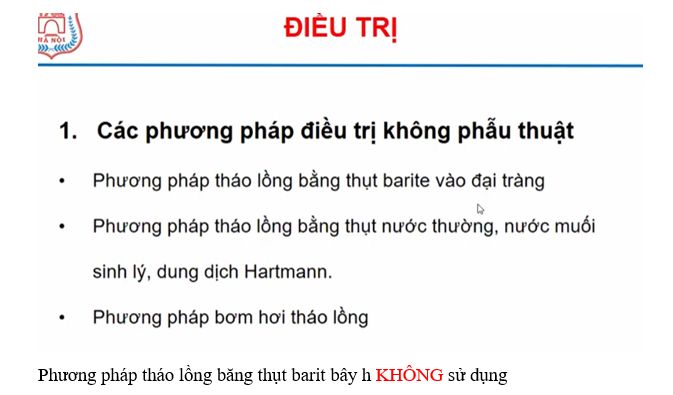 HÀ NỘI
ĐIỀU TRỊ
1. Các phương pháp điều trị không phẫu thuật
• Phương pháp tháo lồng bằng thụt barite vào đại tràng
• Phương pháp tháo lồng bằng thụt nước thường, nước muối
sinh lý, dung dịch Hartmann.
• Phương pháp bơm hơi tháo lồng
Phương pháp tháo lồng băng thụt barit bây h KHÔNG sử dụng